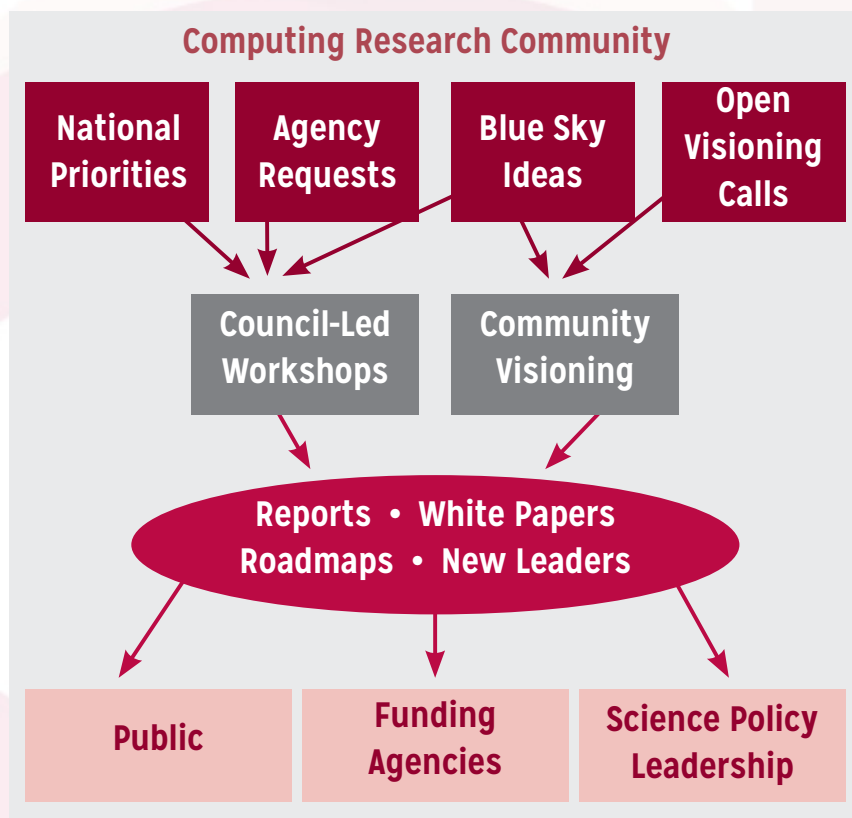 Computing Research Community
National
Priorities
Agency
Requests
Blue Sky
Ideas
Open
Visioning
Calls
Council-Led
Workshops
Community
Visioning
Reports • White Papers
Roadmaps • New Leaders
Public
Funding
Agencies
Science Policy
Leadership